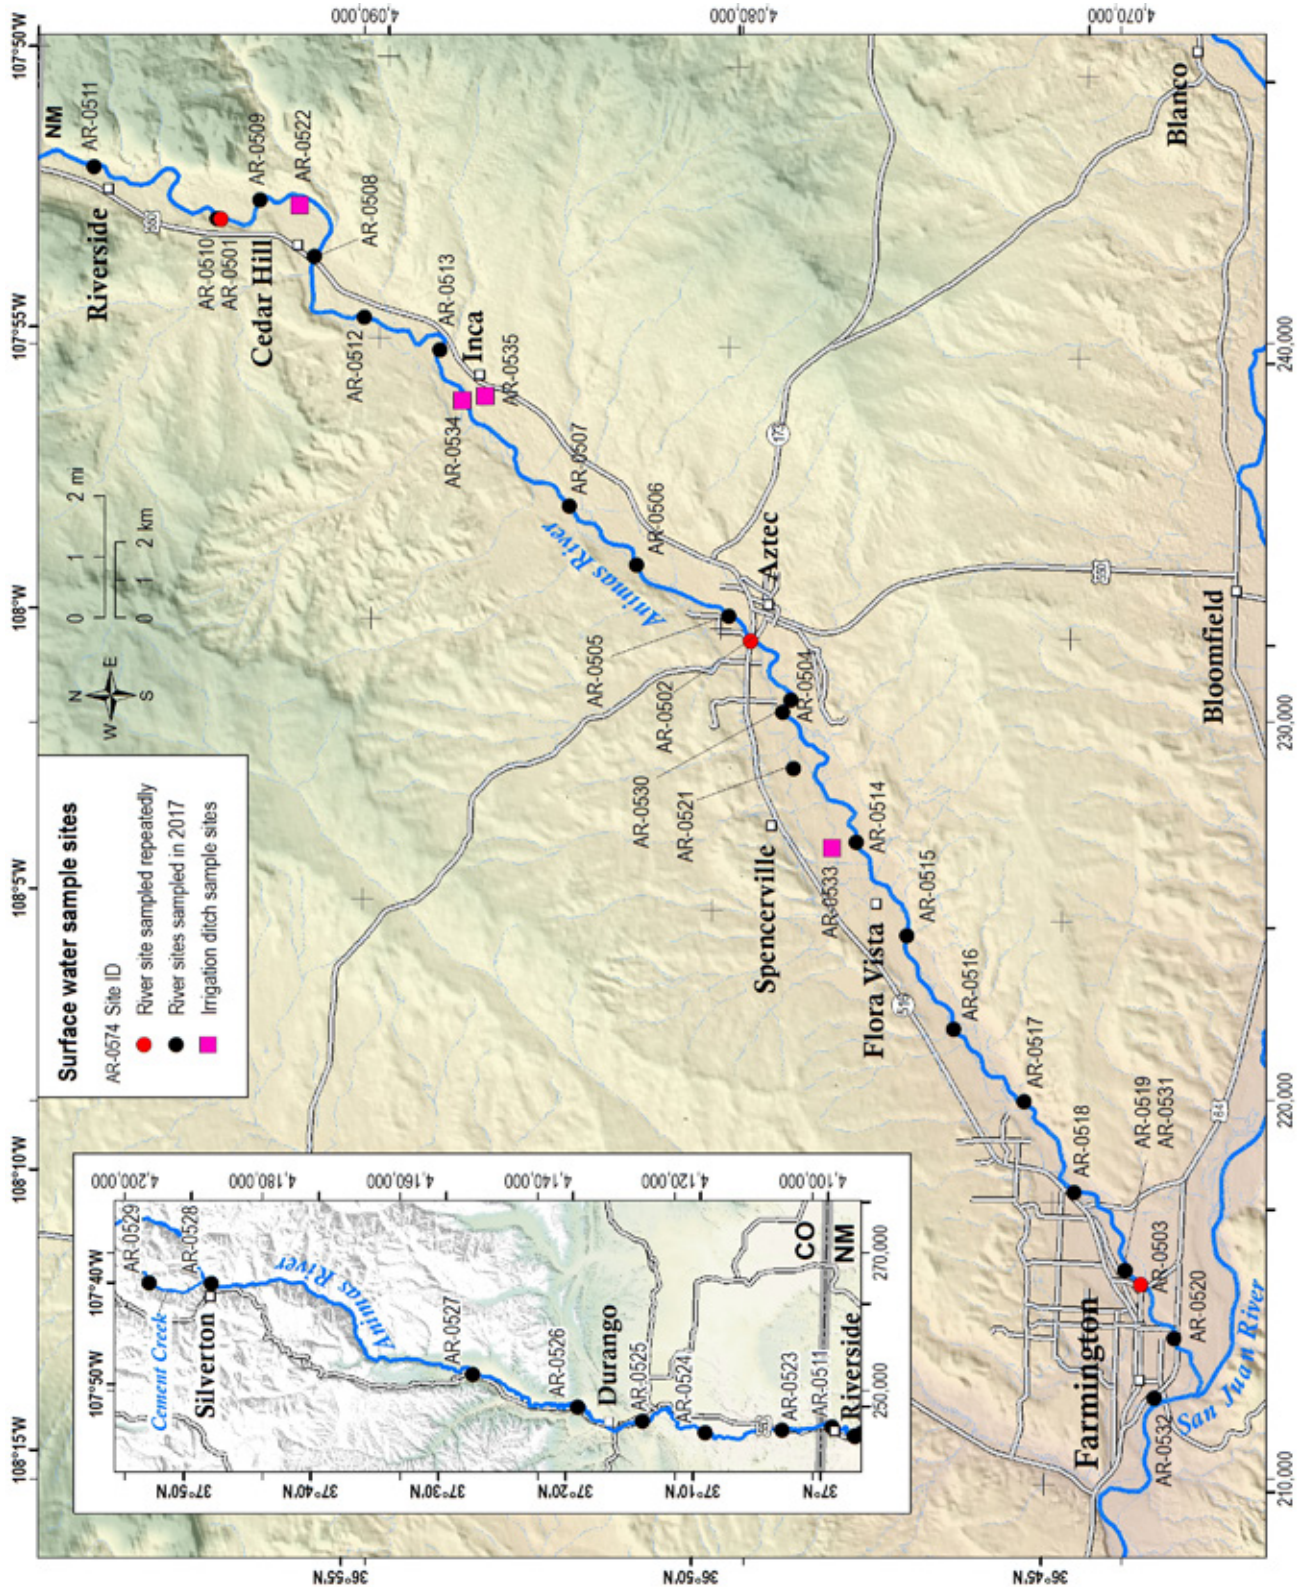 Surface water sample sites
AR-0574 Site ID
River site sampled repeatedly
River sites sampled in 2017
Irrigation ditch sample sites
N
W
E
S
0 1 2 mi
0 1 2 km
108°15'W
108°10'W
108°5'W
108°W
107°55'W
107°50'W
36°55'N
36°50'N
36°45'N
4,090,000
4,080,000
4,070,000
210,000
220,000
230,000
240,000
NM
AR-0511
Riverside
550
AR-0510
AR-0501
AR-0509
AR-0522
Cedar Hill
AR-0508
AR-0512
AR-0513
Inca
AR-0534
AR-0535
AR-0507
Animas River
AR-0506
AR-0505
Aztec
173
AR-0502
AR-0504
AR-0530
AR-0521
550
Spencerville
AR-0514
AR-0533
Flora Vista
AR-0515
516
AR-0516
AR-0517
AR-0518
AR-0519
AR-0531
64
Farmington
AR-0503
AR-0520
AR-0532
San Juan River
Bloomfield
Blanco
107°50'W
107°40'W
37°50'N
37°40'N
37°30'N
37°20'N
37°10'N
37°N
4,200,000
4,180,000
4,160,000
4,140,000
4,120,000
4,100,000
250,000
270,000
Cement Creek
AR-0529
AR-0528
Silverton
Animas River
AR-0527
AR-0526
Durango
AR-0525
AR-0524
AR-0523
550
CO
NM
AR-0511
Riverside